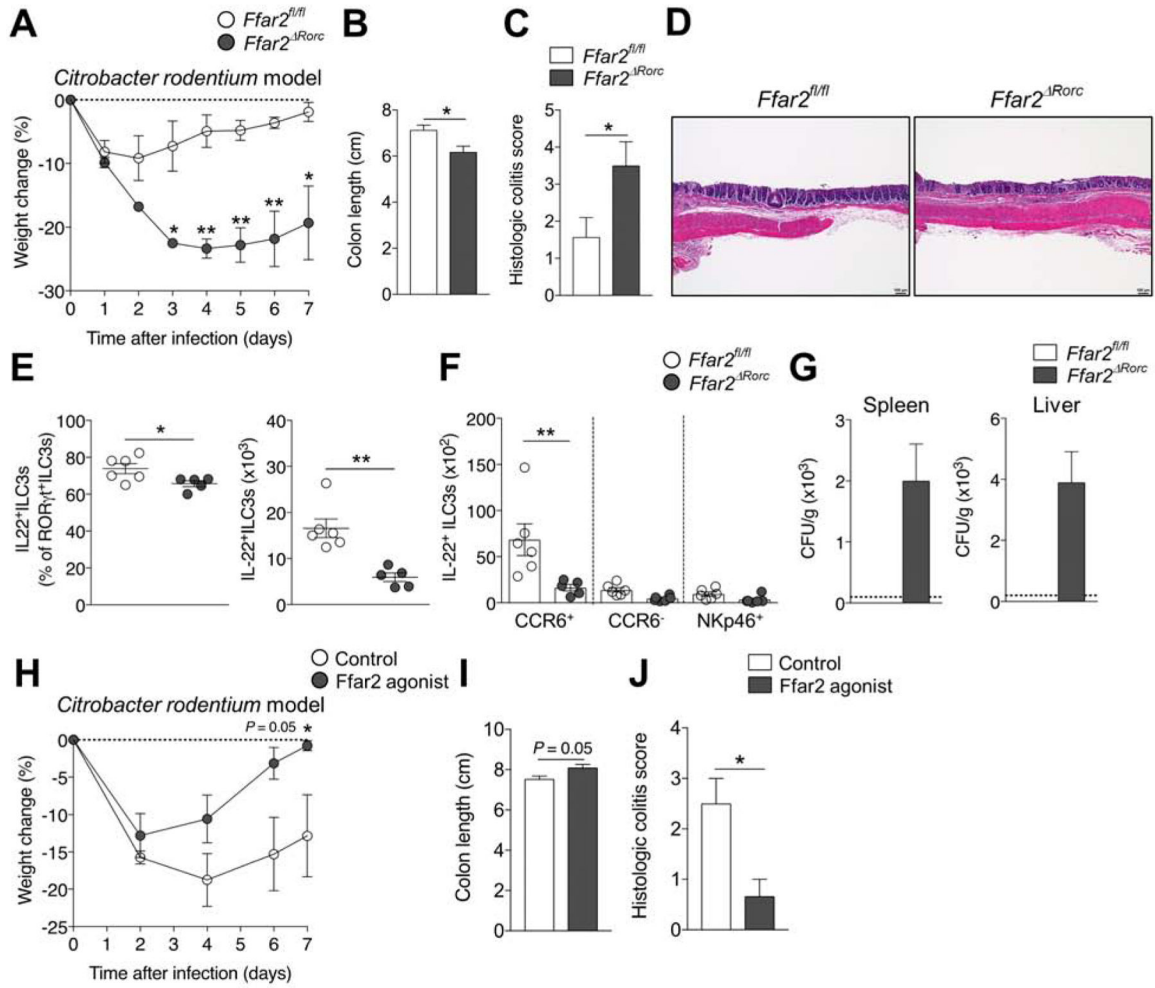 A
Ffar2fl/fl
Ffar2ΔRorc
Citrobacter rodentium model
Weight change (%)
0
-10
-20
-30
* ** ** ** *
0 1 2 3 4 5 6 7
Time after infection (days)
B
Colon length (cm)
8
6
4
2
0
*
C
Ffar2fl/fl
Ffar2ΔRorc
Histologic colitis score
5
4
3
2
1
0
*
D
Ffar2fl/fl
Ffar2ΔRorc
E
IL22+ILC3s
(% of RORγt+ILC3s)
100
80
60
40
20
0
*
IL-22+ILC3s (x10³)
40
30
20
10
0
**
F
Ffar2fl/fl
Ffar2ΔRorc
IL-22+ ILC3s (x10²)
200
150
100
50
0
**
CCR6+ CCR6- NKp46+
G
Ffar2fl/fl
Ffar2ΔRorc
Spleen
CFU/g (x10³)
3
2
1
0
Liver
CFU/g (x10³)
6
4
2
0
H
Control
Ffar2 agonist
Citrobacter rodentium model
P = 0.05 *
Weight change (%)
0
-5
-10
-15
-20
-25
0 1 2 3 4 5 6 7
Time after infection (days)
I
Colon length (cm)
10
8
6
4
2
0
P = 0.05
J
Control
Ffar2 agonist
Histologic colitis score
4
3
2
1
0
*